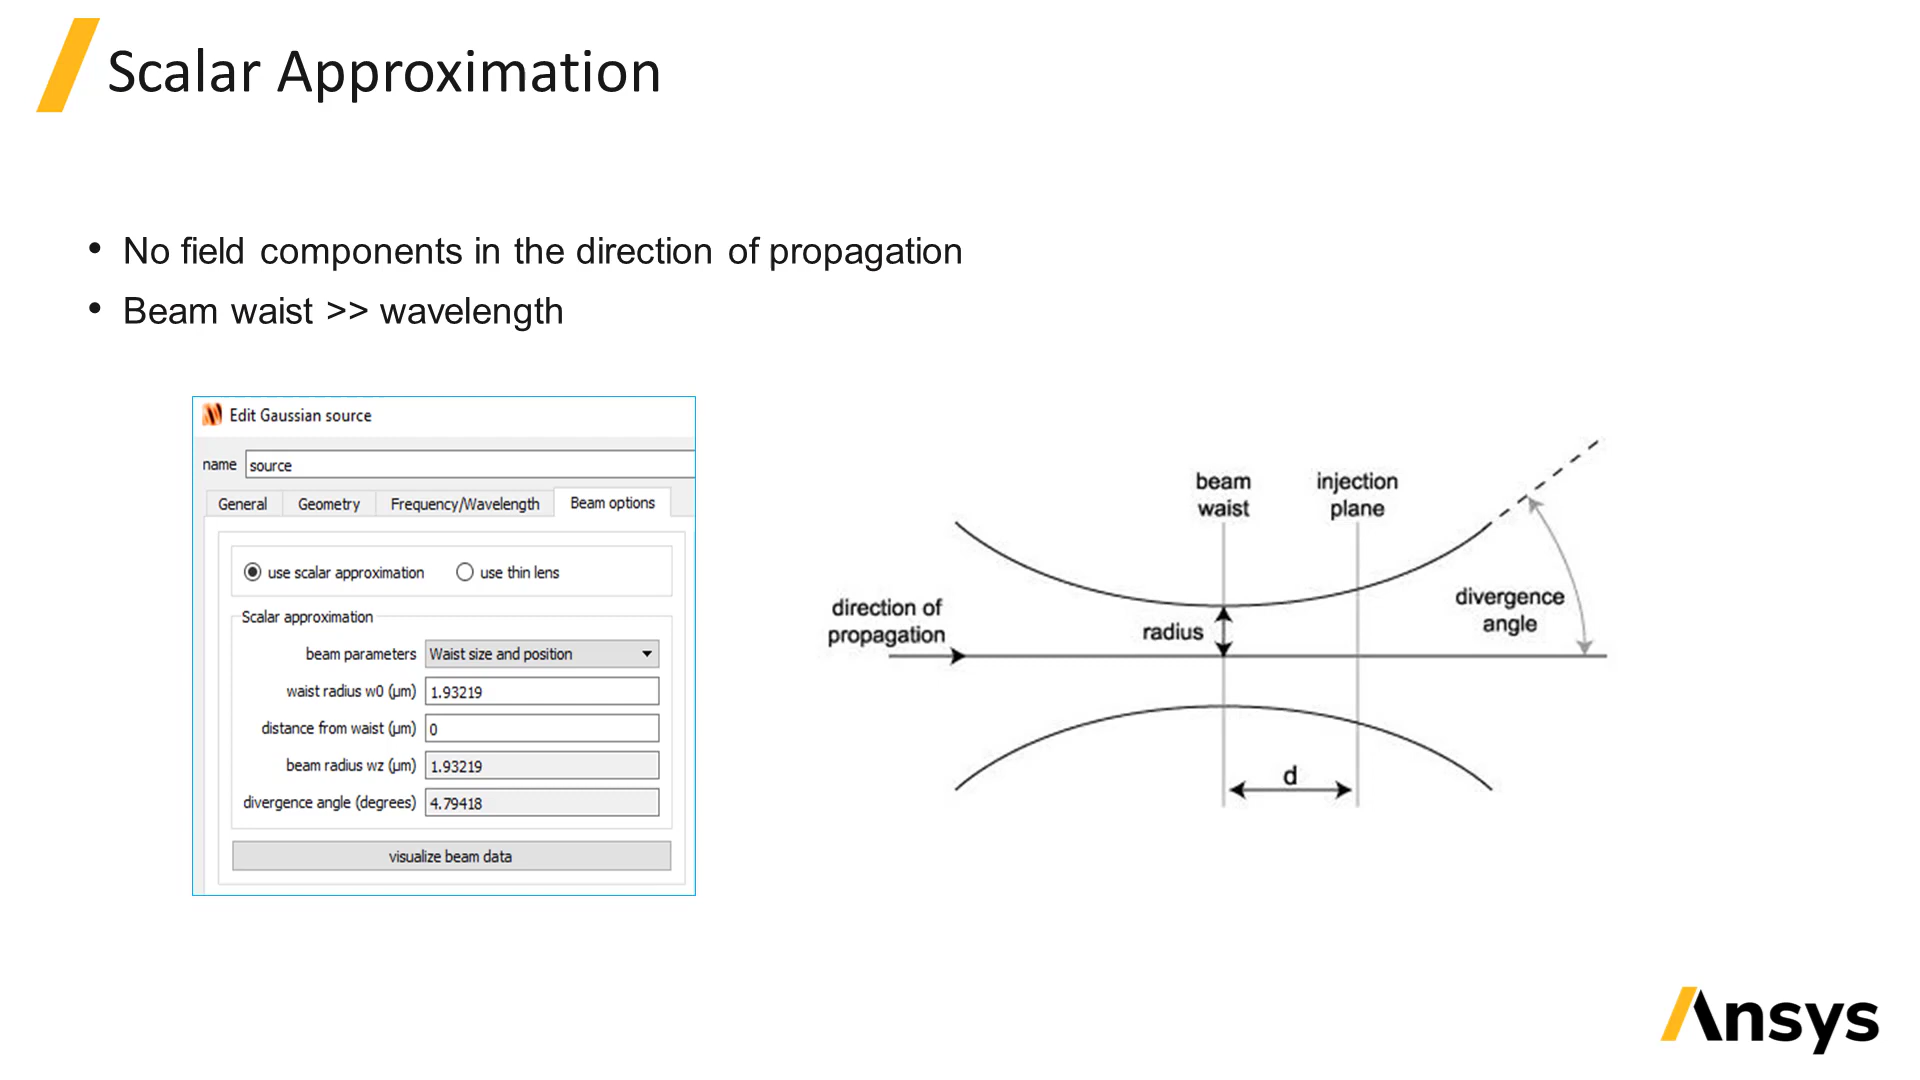 Scalar Approximation
• No field components in the direction of propagation
• Beam waist >> wavelength
Edit Gaussian source
name source
General Geometry Frequency/Wavelength Beam options
use scalar approximation use thin lens
Scalar approximation
beam parameters Waist size and position
waist radius w0 (µm) 1.93219
distance from waist (µm) 0
beam radius wz (µm) 1.93219
divergence angle (degrees) 4.79418
visualize beam data
beam
waist
injection
plane
direction of
propagation
radius
divergence
angle
d
Ansys